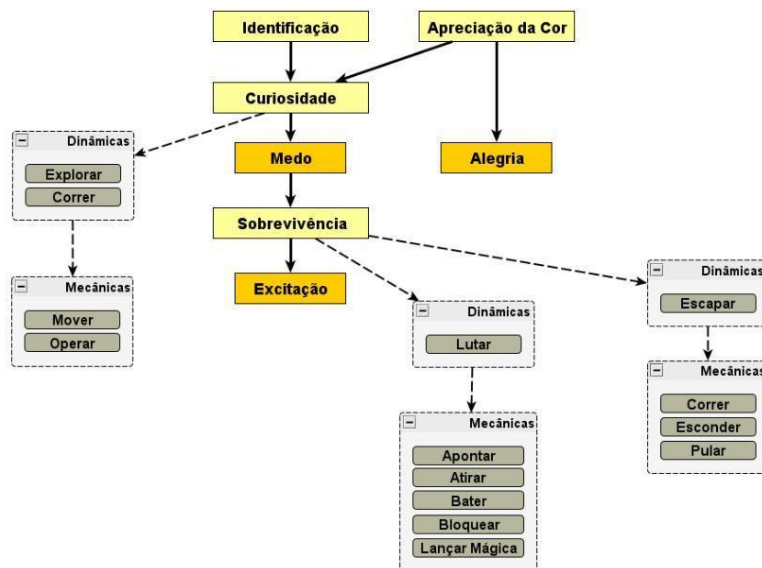 Identificação
Apreciação da Cor
Curiosidade
Dinâmicas
Explorar
Correr
Medo
Alegria
Sobrevivência
Mecânicas
Mover
Operar
Excitação
Dinâmicas
Lutar
Dinâmicas
Escapar
Mecânicas
Apontar
Atirar
Bater
Bloquear
Lançar Mágica
Mecânicas
Correr
Esconder
Pular